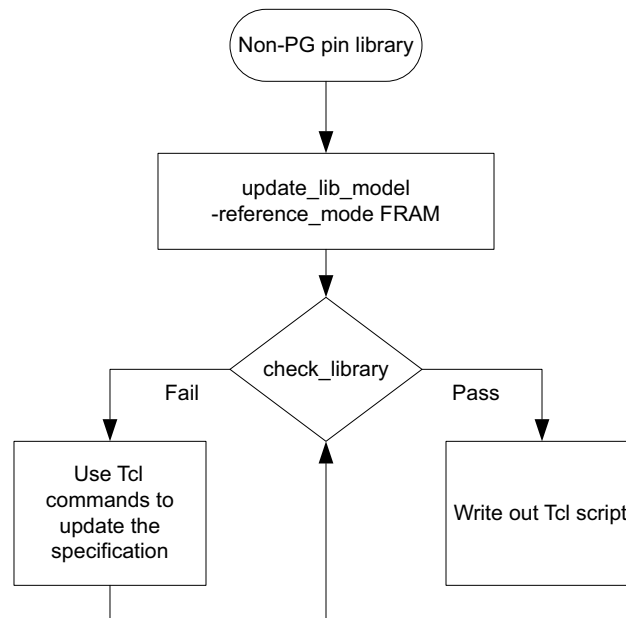 Non-PG pin library
update_lib_model
-reference_mode FRAM
check_library
Fail
Pass
Use Tcl
commands to
update the
specification
Write out Tcl script